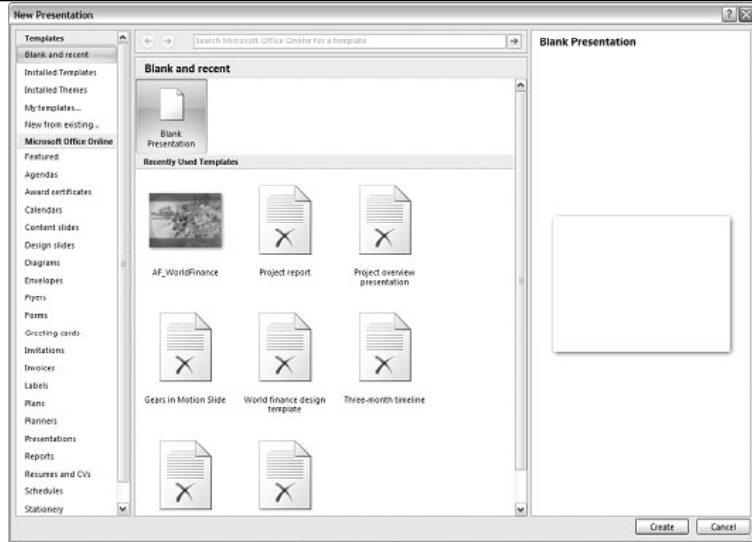 New Presentation
Templates
Blank and recent
Installed Templates
Installed Themes
My templates...
New from existing...
Microsoft Office Online
Featured
Agendas
Award certificates
Calendars
Content slides
Design slides
Diagrams
Envelopes
Flyers
Forms
Greeting cards
Invitations
Invoices
Labels
Plans
Planners
Presentations
Reports
Resumes and CVs
Schedules
Stationery
Search Microsoft Office Online for a template
Blank and recent
Blank
Presentation
Recently Used Templates
AF_WorldFinance
Project report
Project overview
presentation
Gears in Motion Slide
World finance design
template
Three-month timeline
Blank Presentation
Create
Cancel